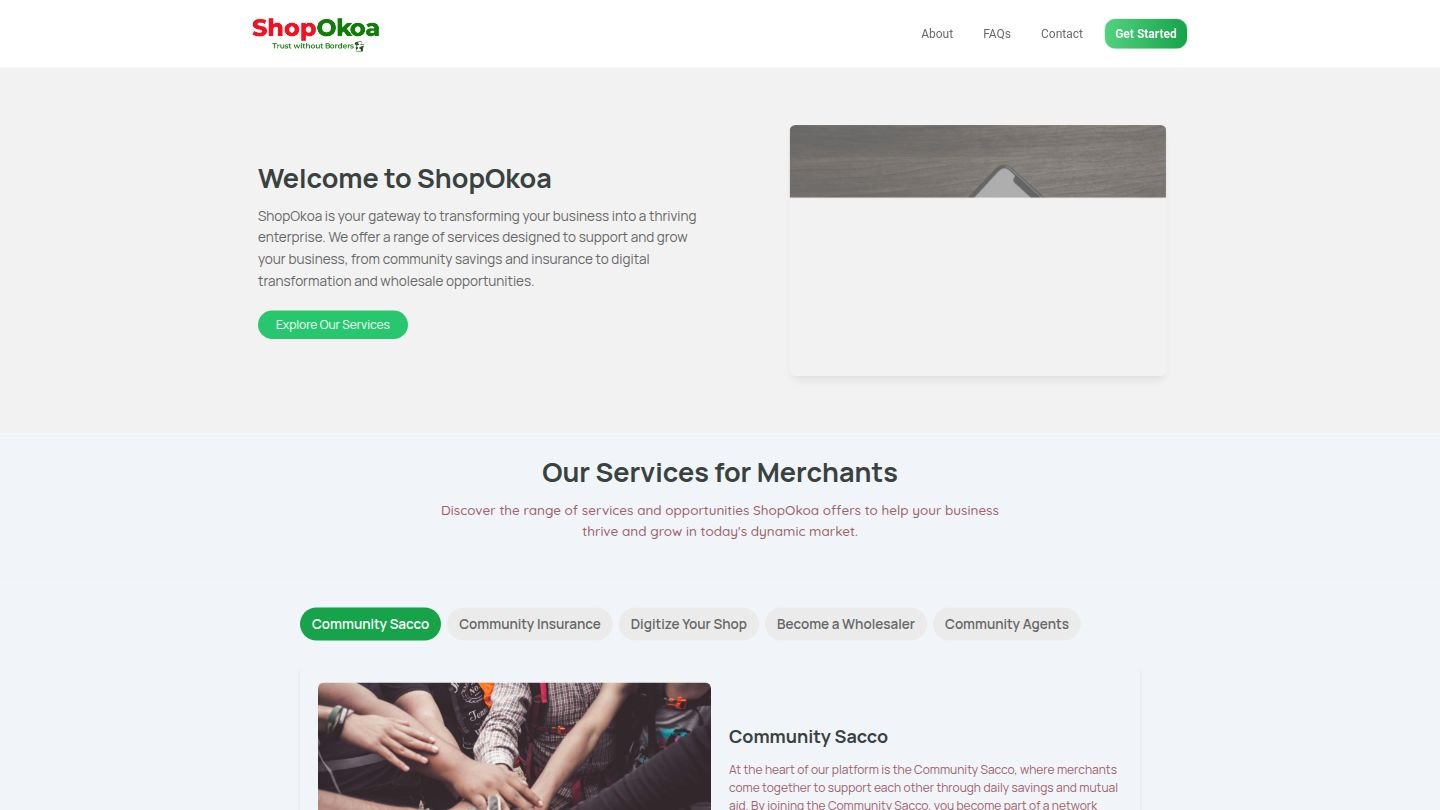 ShopOkoa
Trust without Borders
About
FAQs
Contact
Get Started
Welcome to ShopOkoa
ShopOkoa is your gateway to transforming your business into a thriving
enterprise. We offer a range of services designed to support and grow
your business, from community savings and insurance to digital
transformation and wholesale opportunities.
Explore Our Services
Our Services for Merchants
Discover the range of services and opportunities ShopOkoa offers to help your business
thrive and grow in today's dynamic market.
Community Sacco
Community Insurance
Digitize Your Shop
Become a Wholesaler
Community Agents
Community Sacco
At the heart of our platform is the Community Sacco, where merchants
come together to support each other through daily savings and mutual
aid. By joining the Community Sacco, you become part of a network